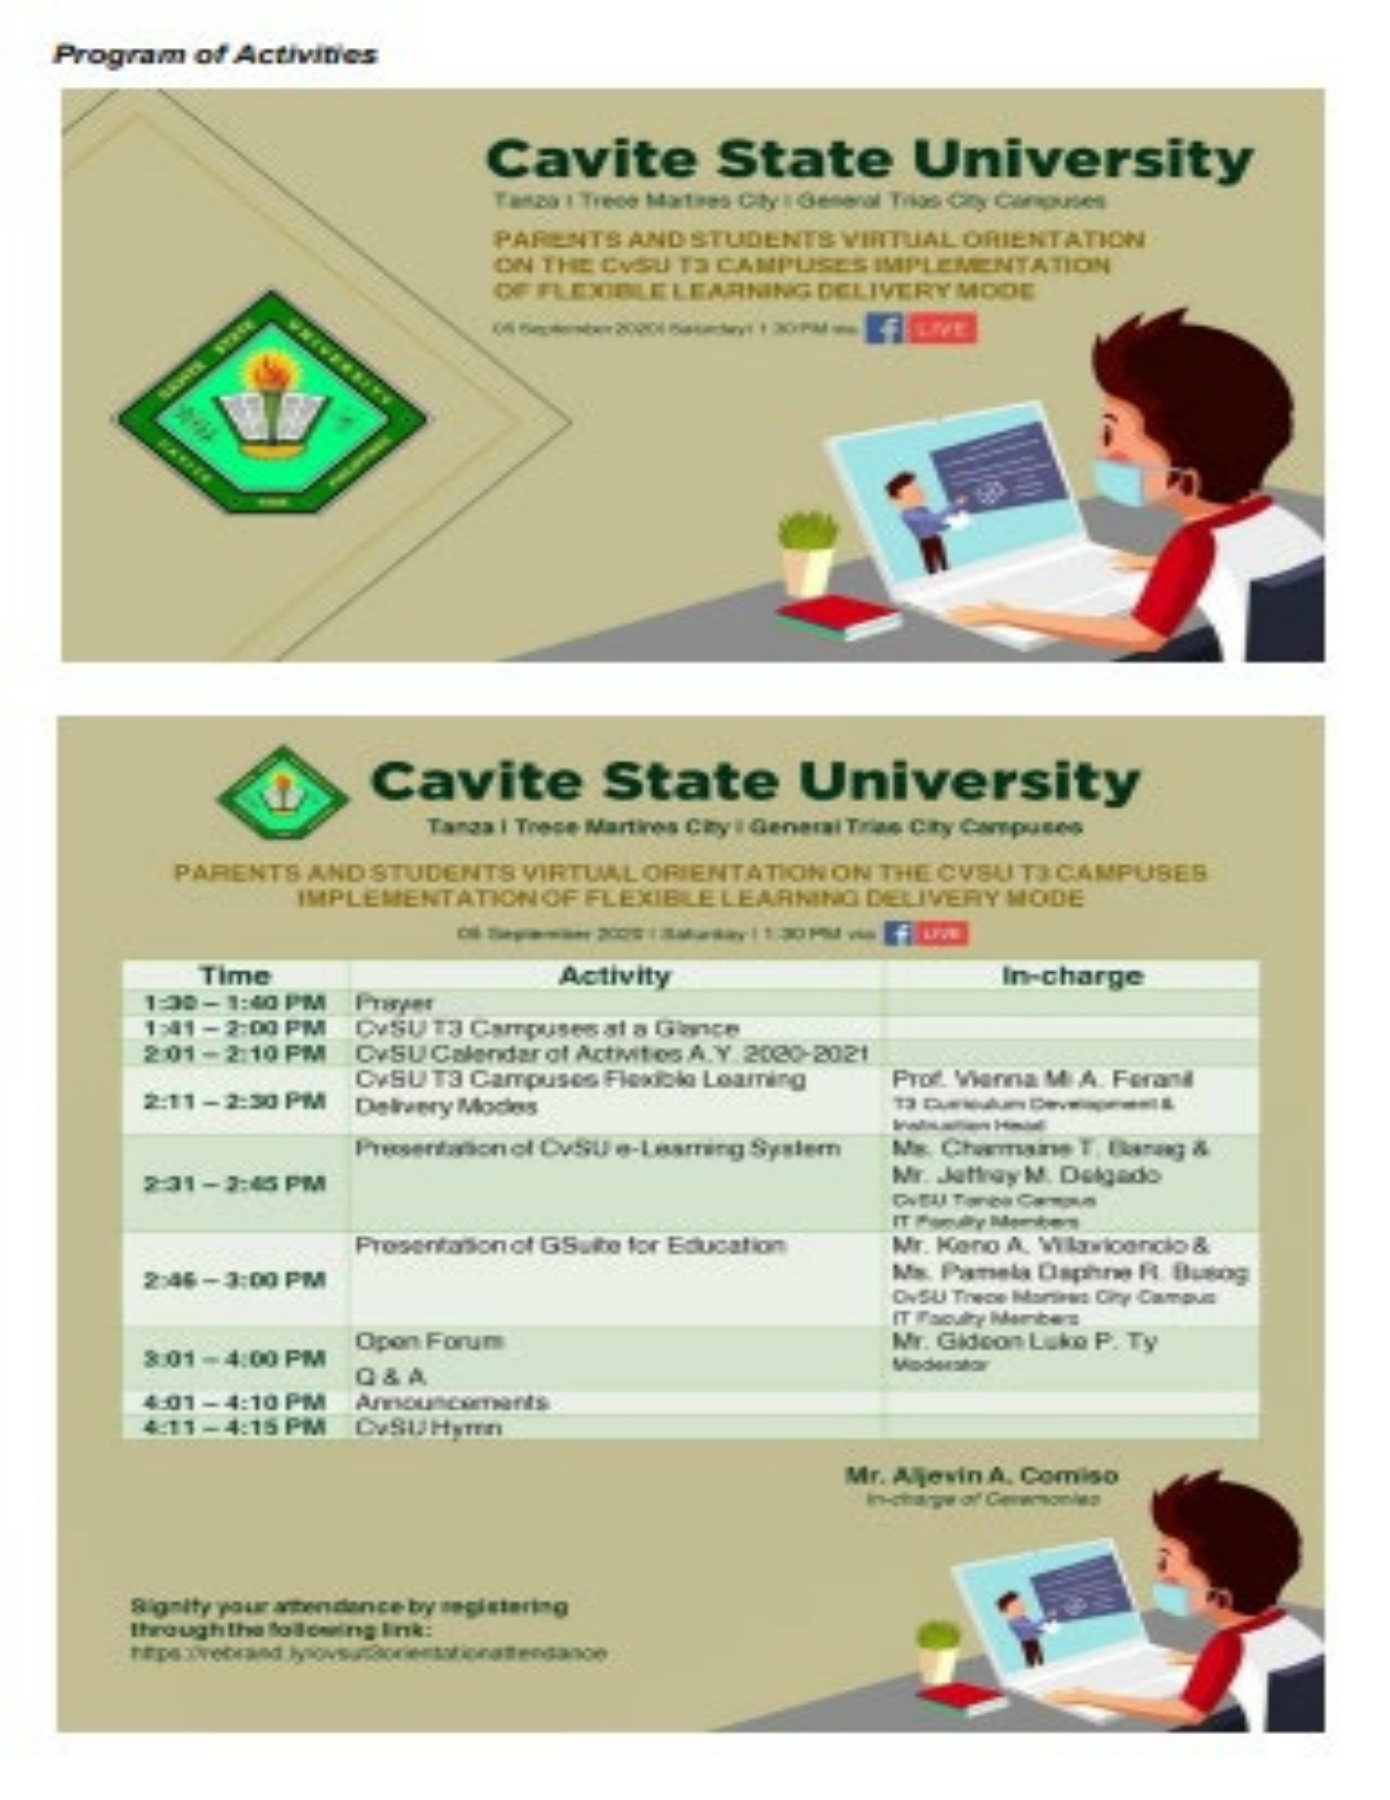 Program of Activities
Cavite State University
Tanza | Trece Martires City | General Trias City Campuses
PARENTS AND STUDENTS VIRTUAL ORIENTATION
ON THE CvSU T3 CAMPUSES IMPLEMENTATION
OF FLEXIBLE LEARNING DELIVERY MODE
05 September 2020 | Saturday | 1:30 PM via f LIVE
CAVITE STATE UNIVERSITY
Cavite State University
Tanza | Trece Martires City | General Trias City Campuses
PARENTS AND STUDENTS VIRTUAL ORIENTATION ON THE CVSU T3 CAMPUSES
IMPLEMENTATION OF FLEXIBLE LEARNING DELIVERY MODE
05 September 2020 | Saturday | 1:30 PM via f LIVE
Time Activity In-charge
1:30 – 1:40 PM Prayer
1:41 – 2:00 PM CvSU T3 Campuses at a Glance
2:01 – 2:10 PM CvSU Calendar of Activities A.Y. 2020-2021
2:11 – 2:30 PM CvSU T3 Campuses Flexible Learning
Delivery Modes
Prof. Vienna Mi A. Feranil
T3 Curriculum Development &
Instruction Head
2:31 – 2:45 PM Presentation of CvSU e-Learning System
Ms. Charmaine T. Banag &
Mr. Jeffrey M. Delgado
CvSU Tanza Campus
IT Faculty Members
2:46 – 3:00 PM Presentation of GSuite for Education
Mr. Keno A. Villavicencio &
Ms. Pamela Daphne R. Busog
CvSU Trece Martires City Campus
IT Faculty Members
3:01 – 4:00 PM Open Forum
Q & A
Mr. Gideon Luke P. Ty
Moderator
4:01 – 4:10 PM Announcements
4:11 – 4:15 PM CvSU Hymn
Mr. Aljevin A. Comiso
In-charge of Ceremonies
Signify your attendance by registering
through the following link:
https://rebrand.ly/cvsut3orientationattendance